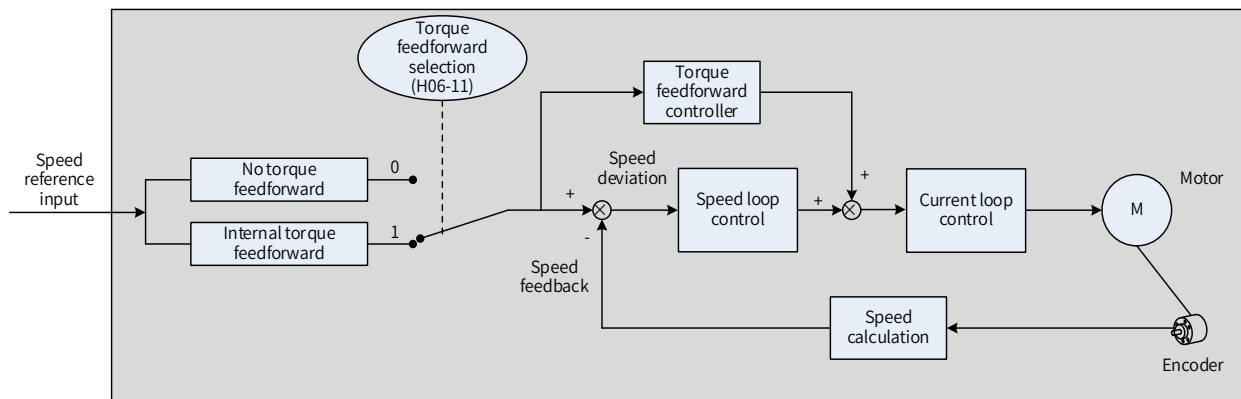 Torque
feedforward
selection
(H06-11)
Torque
feedforward
controller
Speed
reference
input
No torque
feedforward
0
Internal torque
feedforward
1
+
Speed
deviation
-
Speed loop
control
+
+
Current loop
control
Motor
M
Speed
feedback
Speed
calculation
Encoder